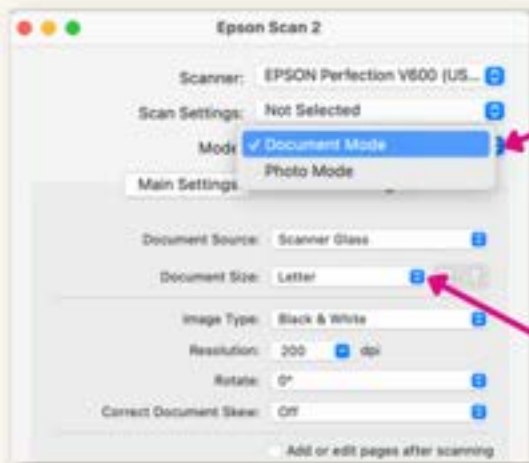 Epson Scan 2
Scanner: EPSON Perfection V600 (US...
Scan Settings: Not Selected
Mode ✓ Document Mode
Photo Mode
Main Settings
Document Source: Scanner Glass
Document Size: Letter
Image Type: Black & White
Resolution: 200 dpi
Rotate: 0°
Correct Document Skew: Off
Add or edit pages after scanning